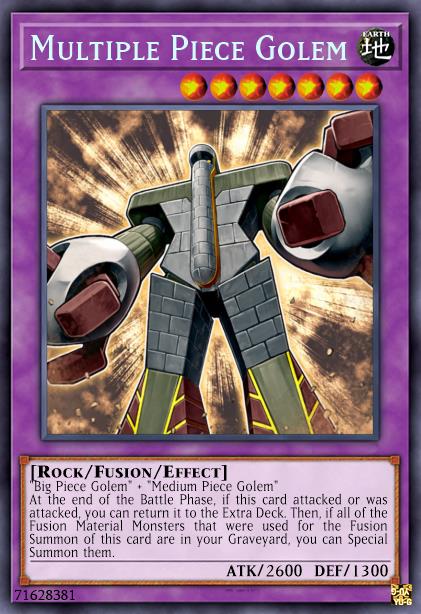 MULTIPLE PIECE GOLEM
EARTH
地
[ROCK/FUSION/EFFECT]
"Big Piece Golem" + "Medium Piece Golem"
At the end of the Battle Phase, if this card attacked or was
attacked, you can return it to the Extra Deck. Then, if all of the
Fusion Material Monsters that were used for the Fusion
Summon of this card are in your Graveyard, you can Special
Summon them.
ATK/2600 DEF/1300
71628381